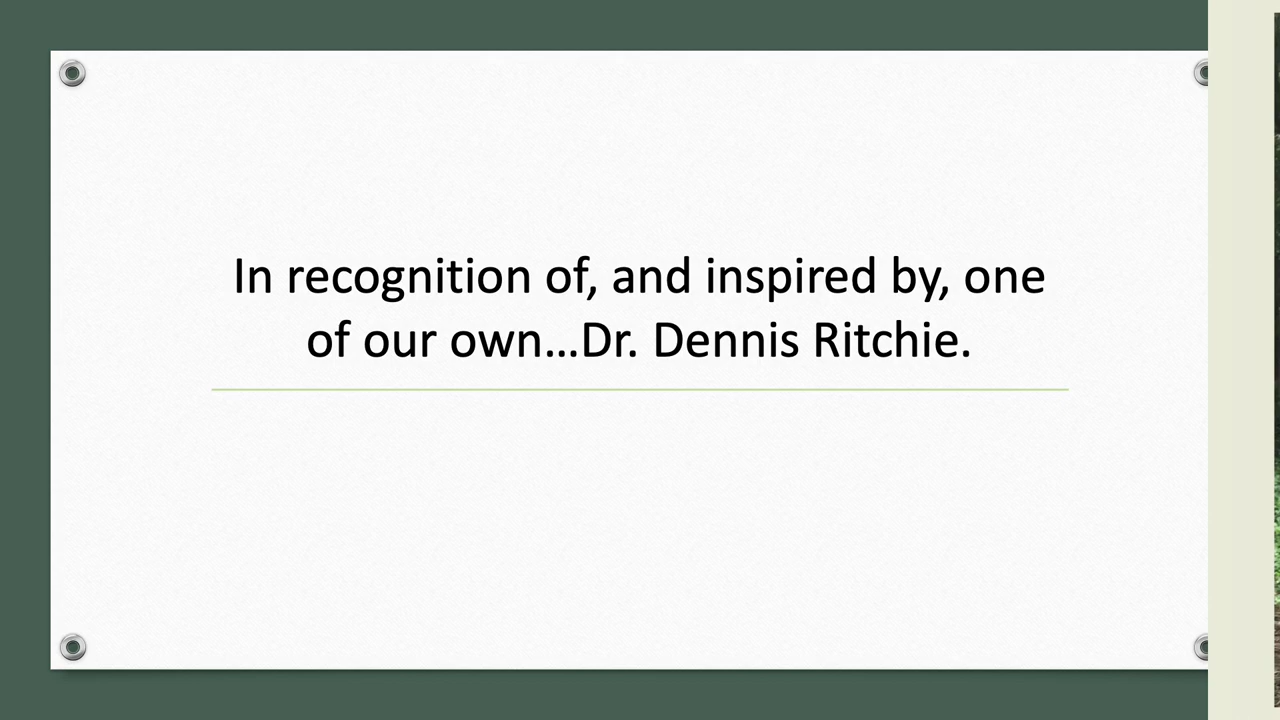 In recognition of, and inspired by, one
of our own...Dr. Dennis Ritchie.